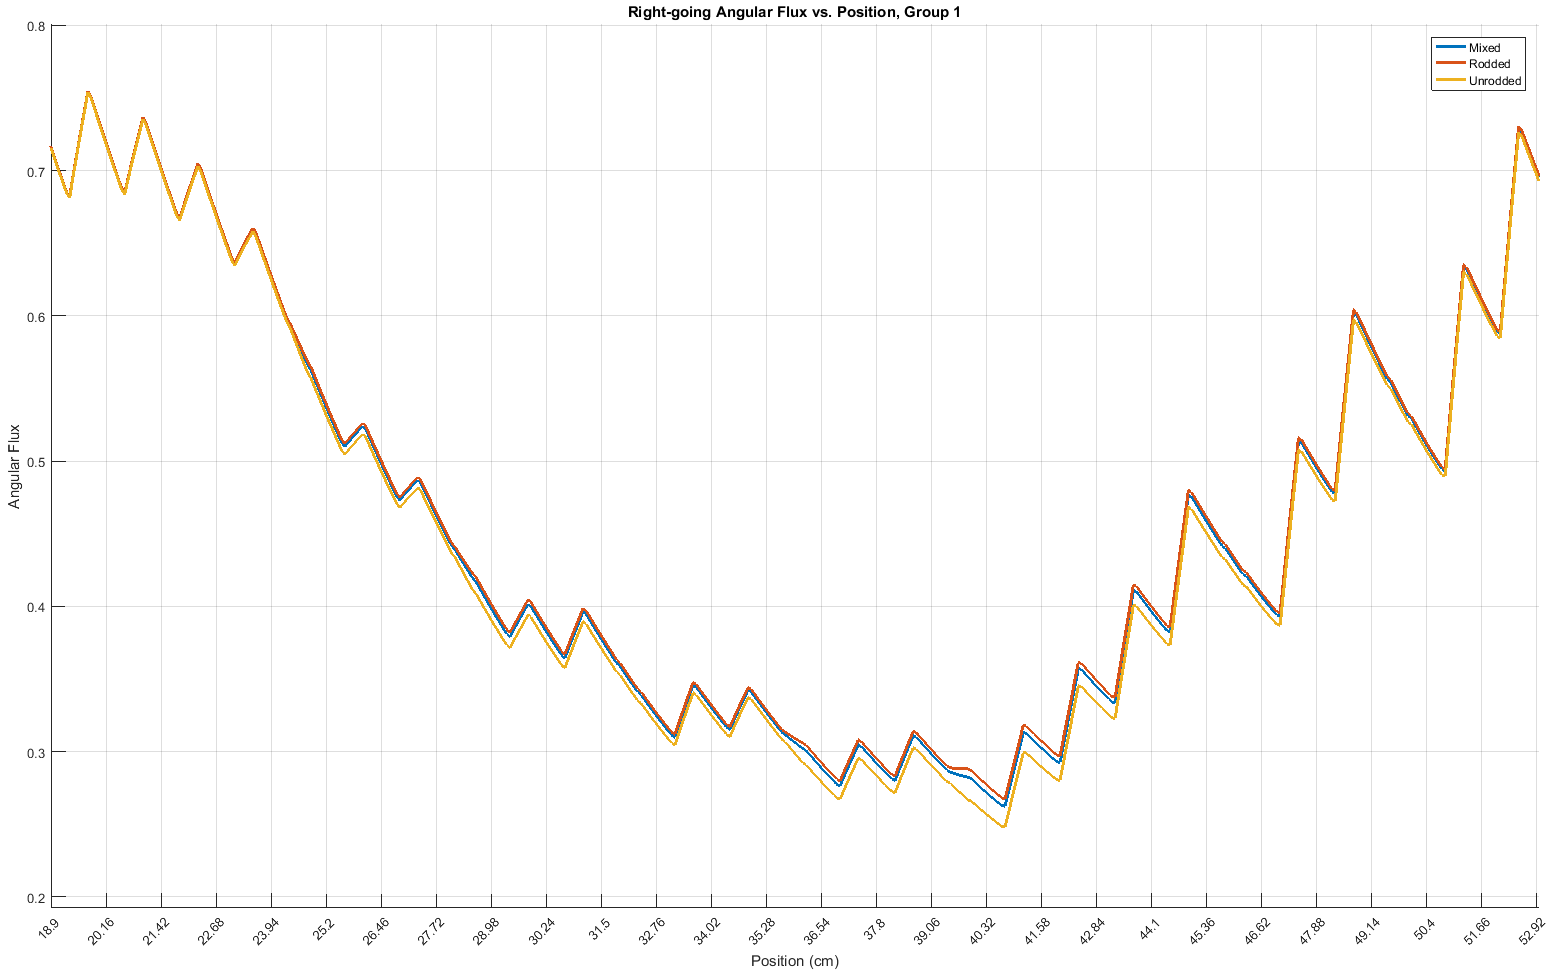 Right-going Angular Flux vs. Position, Group 1
Mixed
Rodded
Unrodded
Angular Flux
0.8
0.7
0.6
0.5
0.4
0.3
0.2
18.9 20.16 21.42 22.68 23.94 25.2 26.46 27.72 28.98 30.24 31.5 32.76 34.02 35.28 36.54 37.8 39.06 40.32 41.58 42.84 44.1 45.36 46.62 47.88 49.14 50.4 51.66 52.92
Position (cm)